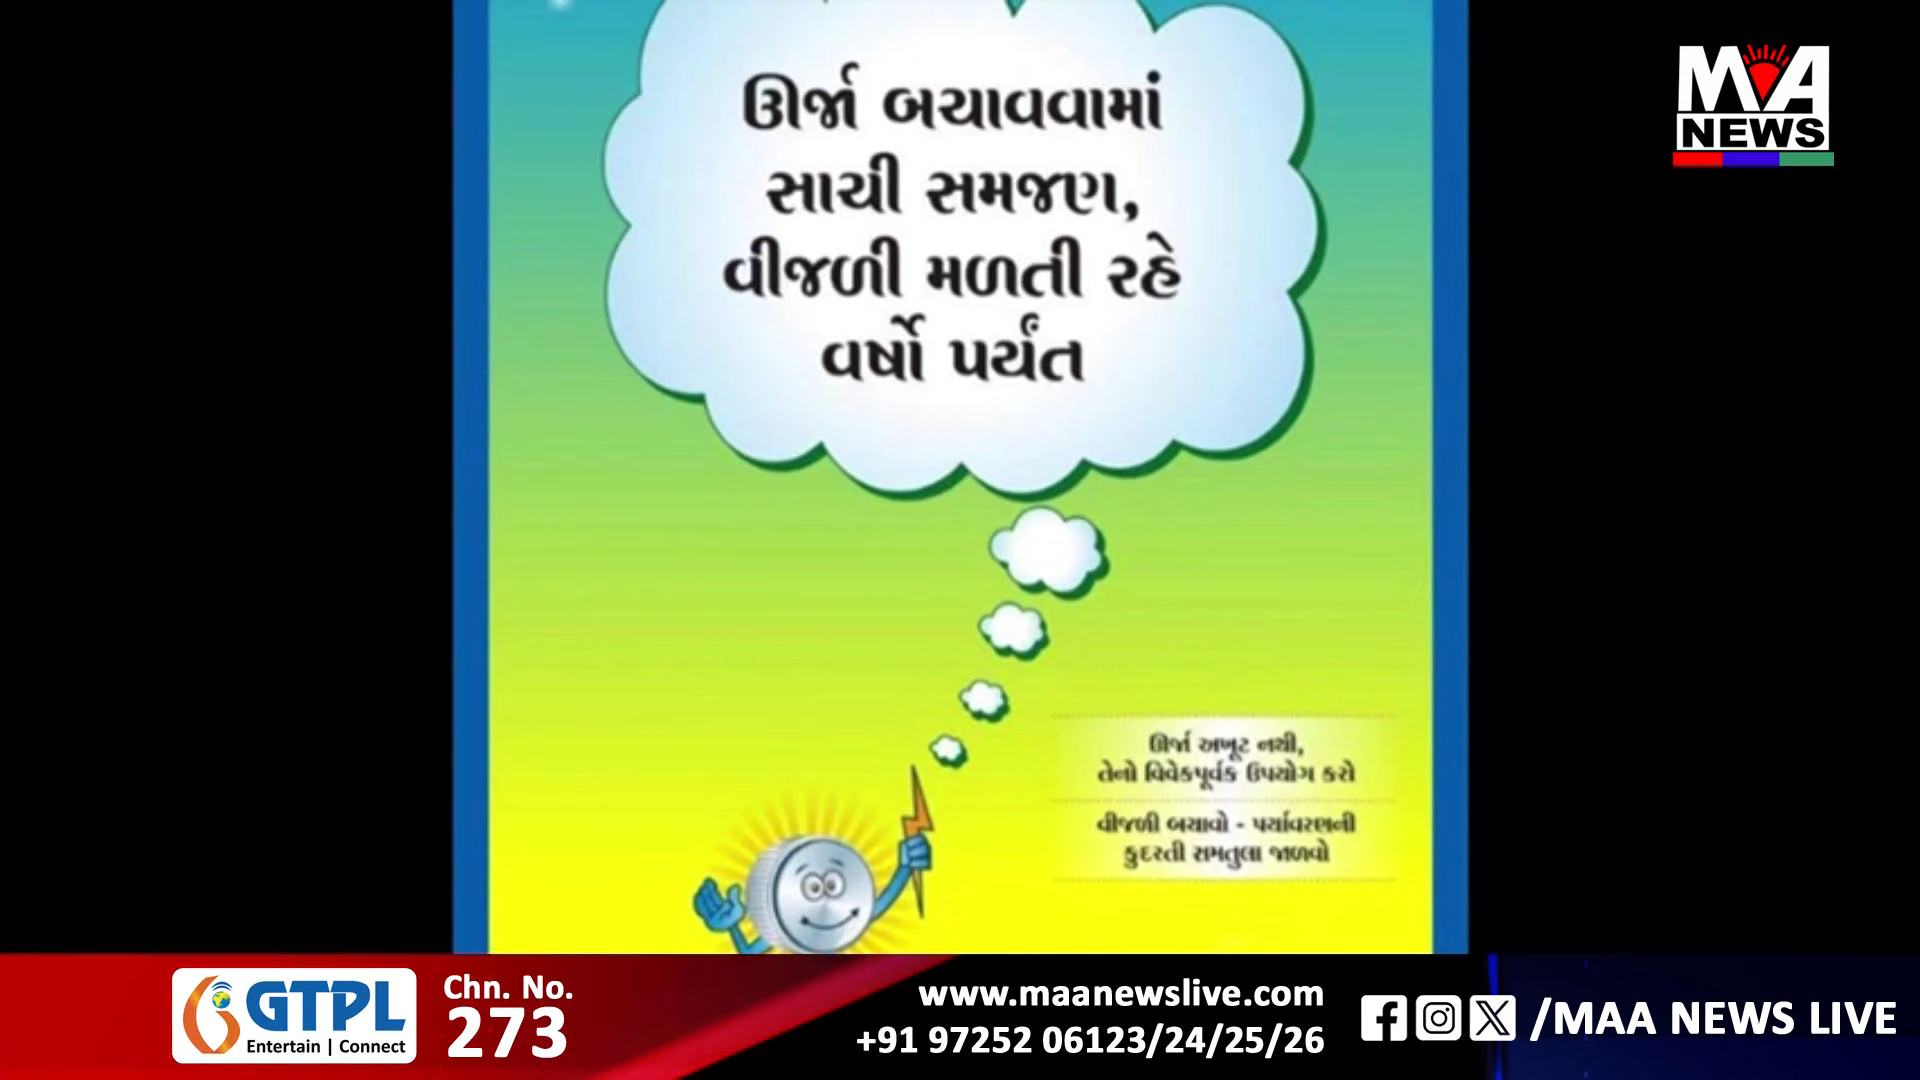 ઊર્જા બચાવવામાં
સાચી સમજણ,
વીજળી મળતી રહે
વર્ષો પર્યંત
ઊર્જા અખૂટ નથી,
તેનો વિવેકપૂર્વક ઉપયોગ કરો
વીજળી બચાવો - પર્યાવરણની
કુદરતી સમતુલા જાળવો
MAA
NEWS
GTPL
Entertain | Connect
Chn. No.
273
www.maanewslive.com
+91 97252 06123/24/25/26
/MAA NEWS LIVE